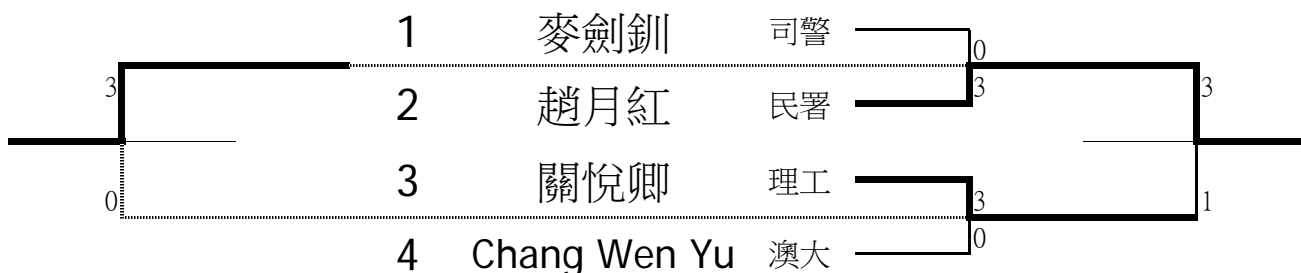 1 麥劍釧 司警 0
3 3 3
2 趙月紅 民署
3 關悅卿 理工 3
0 1
4 Chang Wen Yu 澳大 0